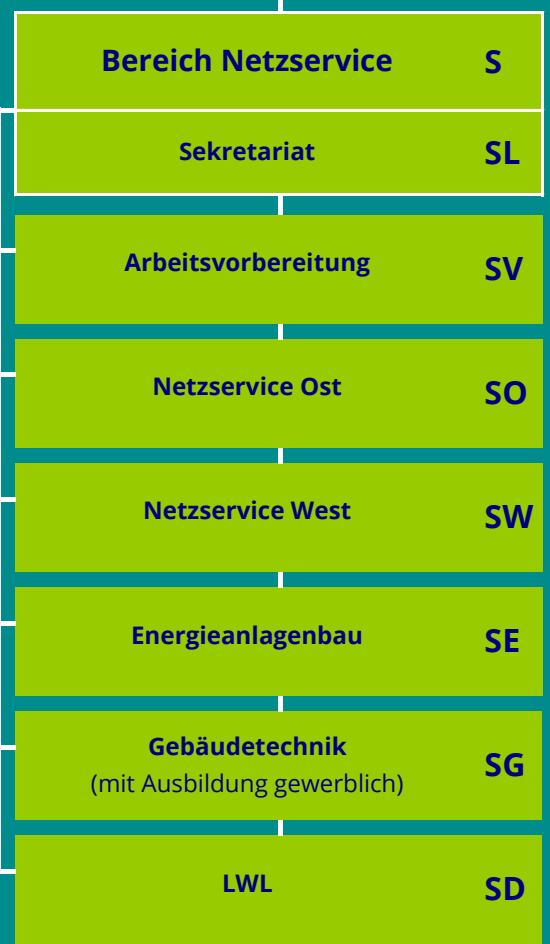 Bereich Netzservice S
Sekretariat SL
Arbeitsvorbereitung SV
Netzservice Ost SO
Netzservice West SW
Energieanlagenbau SE
Gebäudetechnik
(mit Ausbildung gewerblich) SG
LWL SD